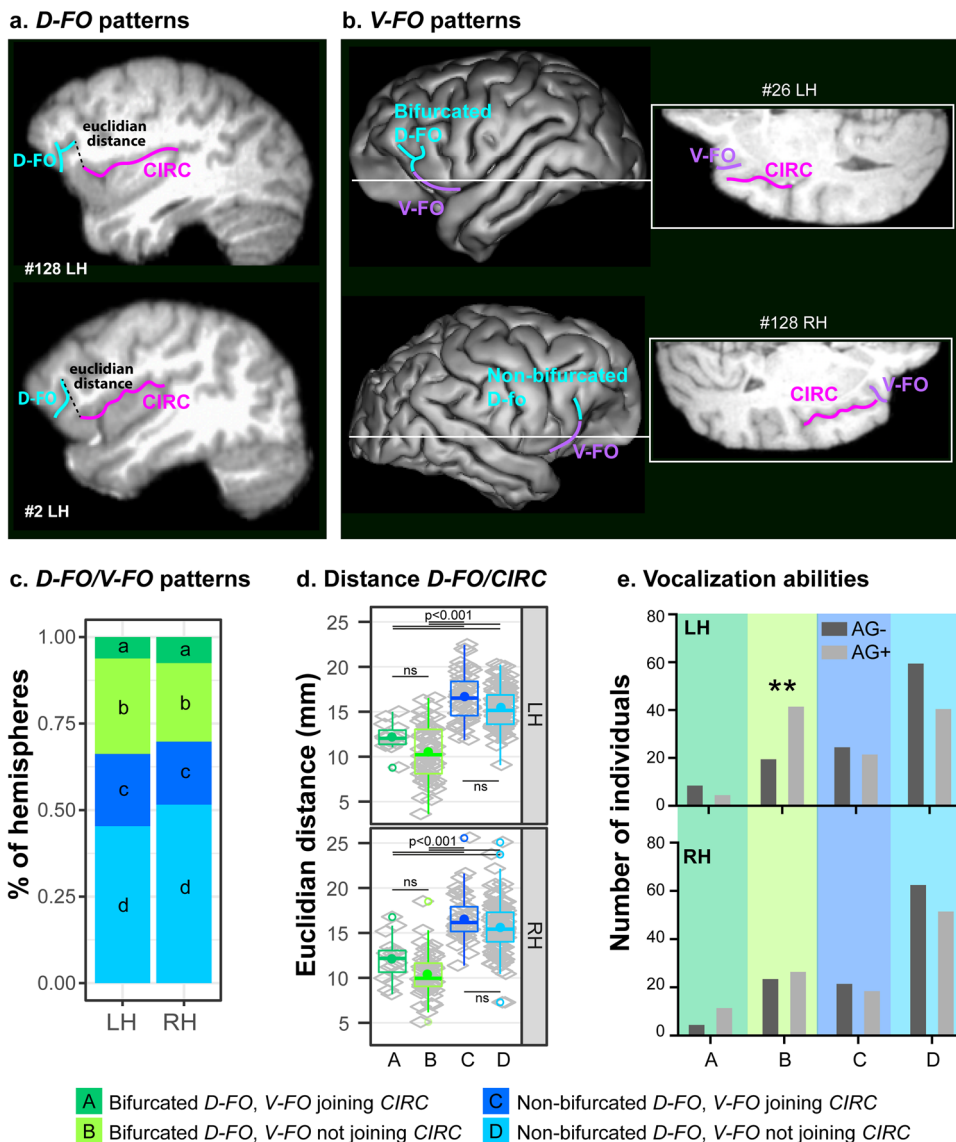 a. D-FO patterns
b. V-FO patterns
euclidian
distance
D-FO
CIRC
#128 LH
euclidian
distance
D-FO
CIRC
#2 LH
Bifurcated
D-FO
V-FO
#26 LH
V-FO
CIRC
Non-bifurcated
D-fo
V-FO
#128 RH
CIRC
V-FO
c. D-FO/V-FO patterns
% of hemispheres
1.00
0.75
0.50
0.25
0.00
a
b
c
d
a
b
c
d
LH
RH
d. Distance D-FO/CIRC
Euclidian distance (mm)
25
20
15
10
5
p<0.001
ns
ns
LH
25
20
15
10
5
p<0.001
ns
ns
RH
A
B
C
D
e. Vocalization abilities
Number of individuals
80
60
40
20
0
LH
AG-
AG+
**
80
60
40
20
0
RH
A
B
C
D
A Bifurcated D-FO, V-FO joining CIRC
B Bifurcated D-FO, V-FO not joining CIRC
C Non-bifurcated D-FO, V-FO joining CIRC
D Non-bifurcated D-FO, V-FO not joining CIRC